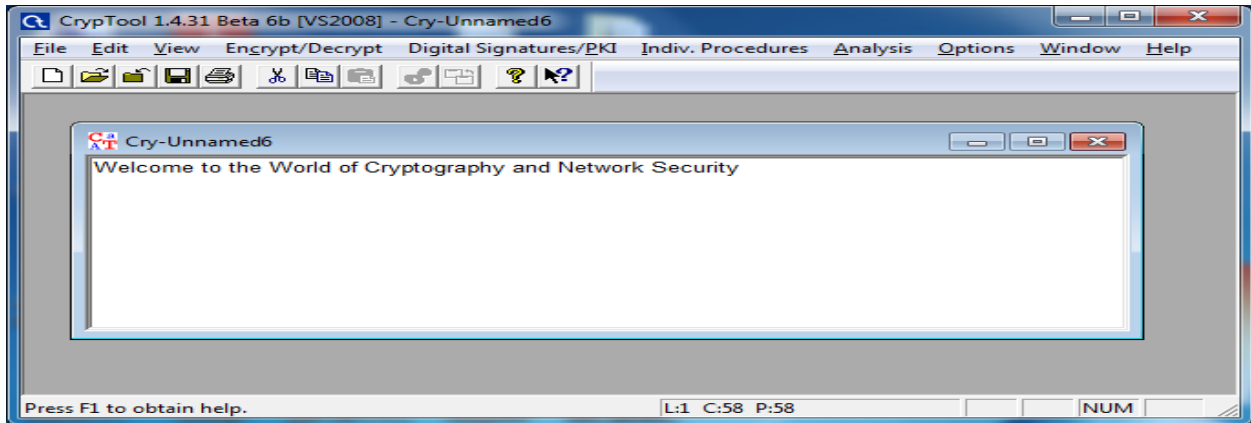 CrypTool 1.4.31 Beta 6b [VS2008] - Cry-Unnamed6
File Edit View Encrypt/Decrypt Digital Signatures/PKI Indiv. Procedures Analysis Options Window Help
Cry-Unnamed6
Welcome to the World of Cryptography and Network Security
Press F1 to obtain help. L:1 C:58 P:58 NUM